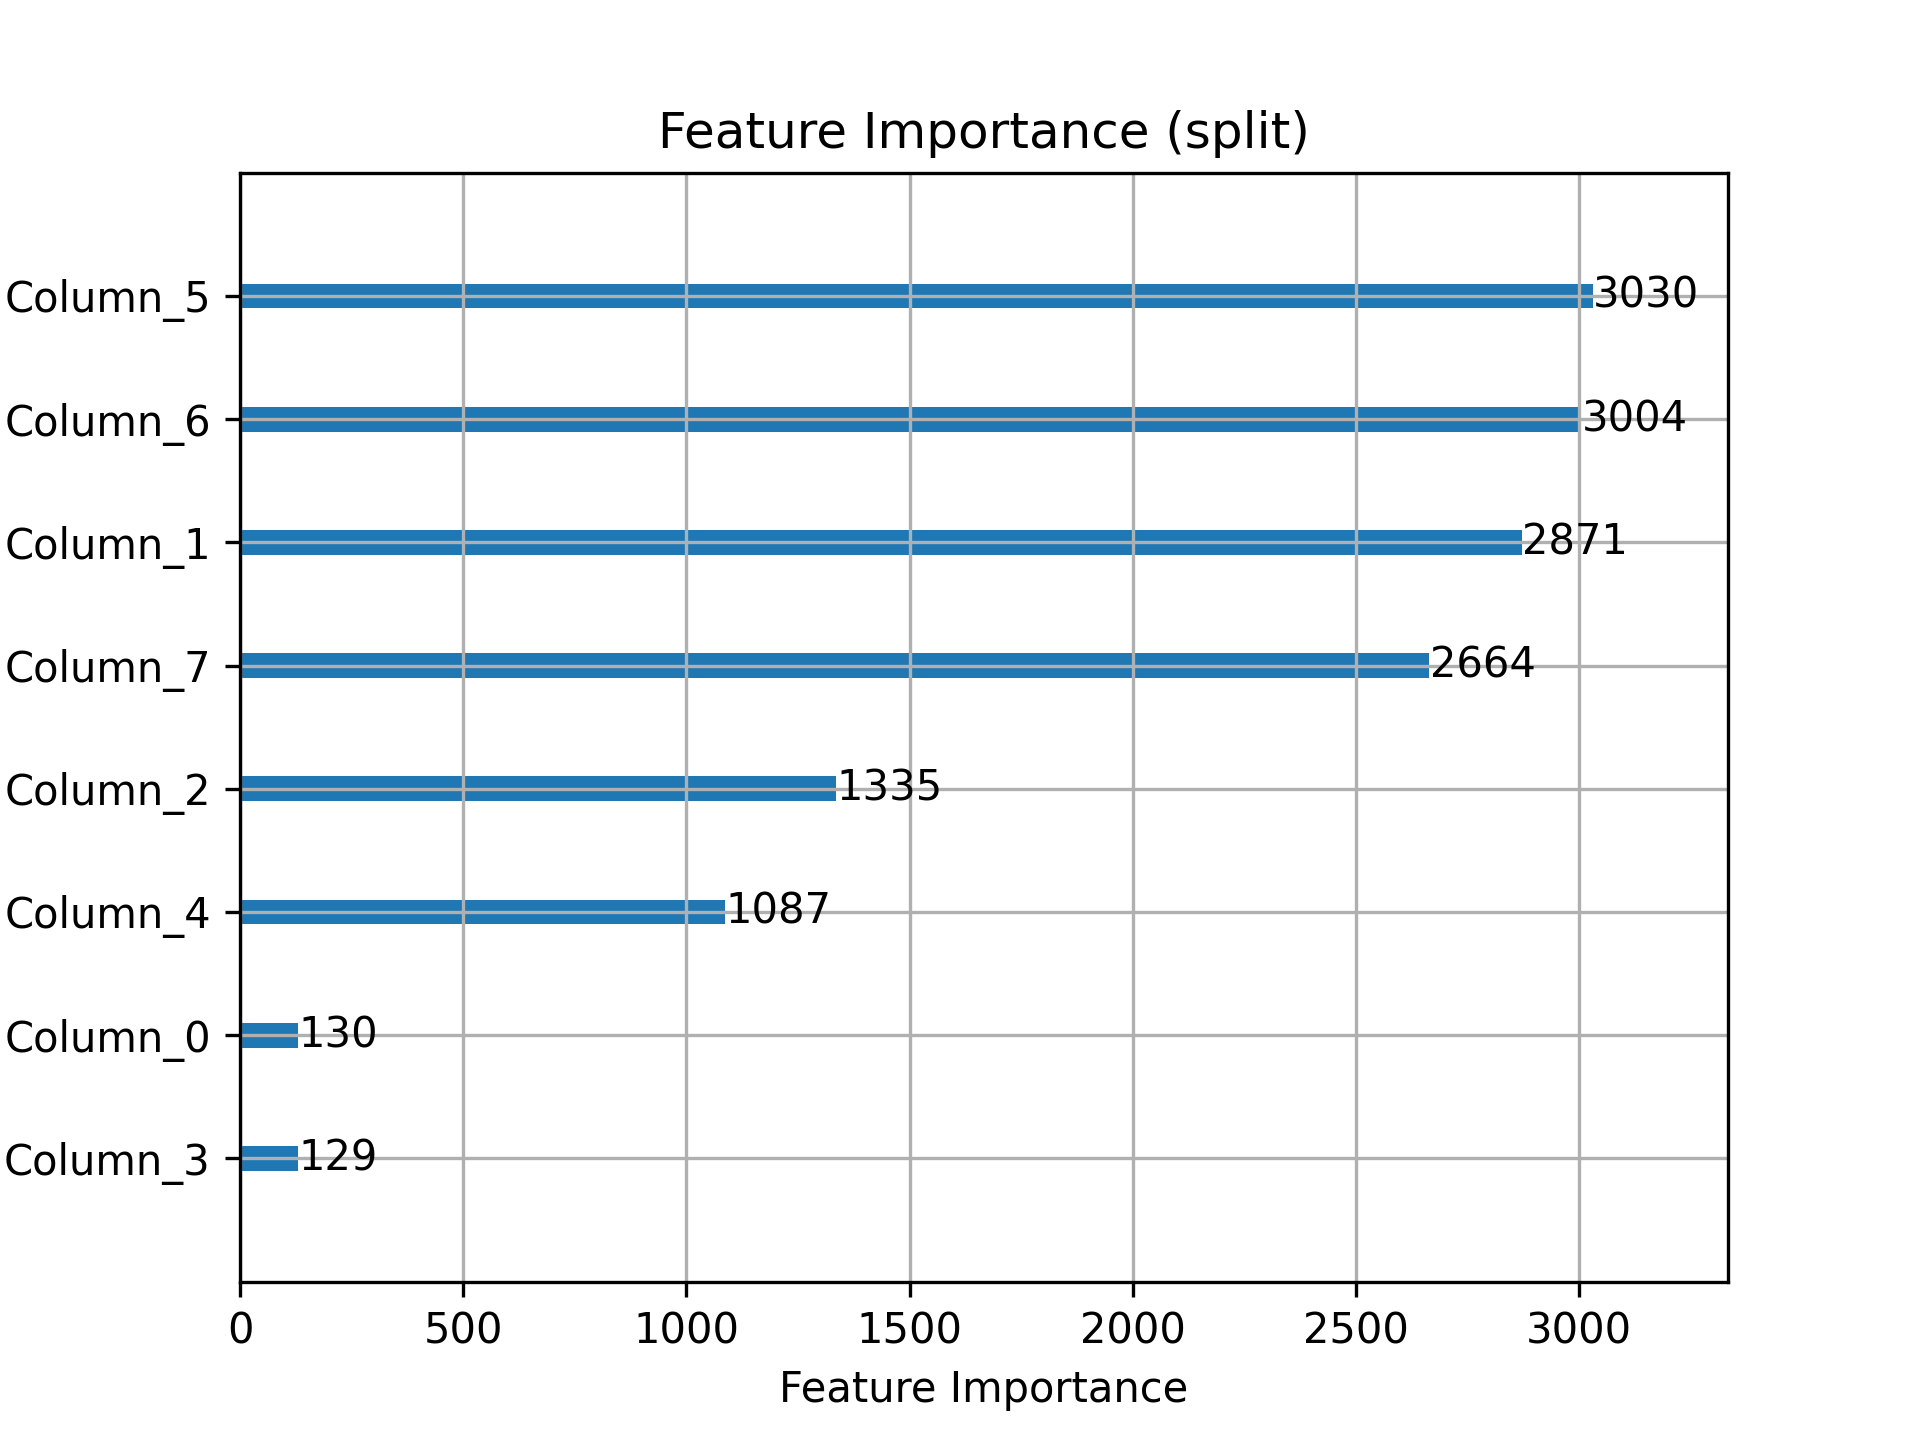 Feature Importance (split)
Column_5 3030
Column_6 3004
Column_1 2871
Column_7 2664
Column_2 1335
Column_4 1087
Column_0 130
Column_3 129
0 500 1000 1500 2000 2500 3000
Feature Importance